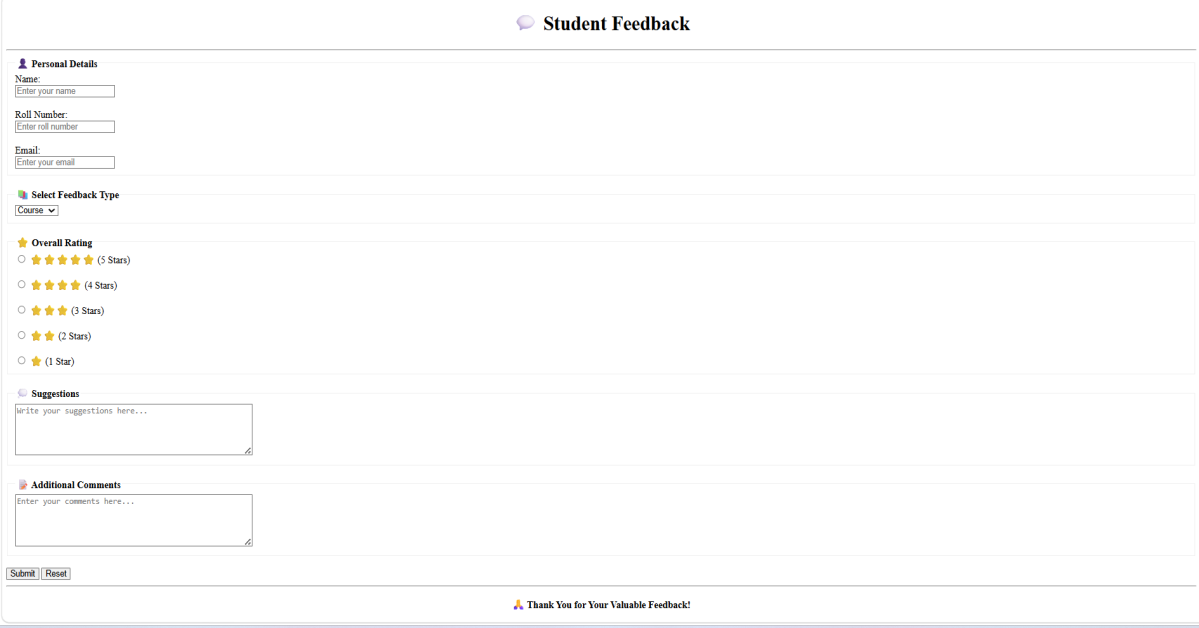 💬 Student Feedback
👤 Personal Details
Name:
Enter your name
Roll Number:
Enter roll number
Email:
Enter your email
📚 Select Feedback Type
Course
⭐ Overall Rating
⭐⭐⭐⭐⭐ (5 Stars)
⭐⭐⭐⭐ (4 Stars)
⭐⭐⭐ (3 Stars)
⭐⭐ (2 Stars)
⭐ (1 Star)
💬 Suggestions
Write your suggestions here...
📝 Additional Comments
Enter your comments here...
Submit Reset
🙏 Thank You for Your Valuable Feedback!